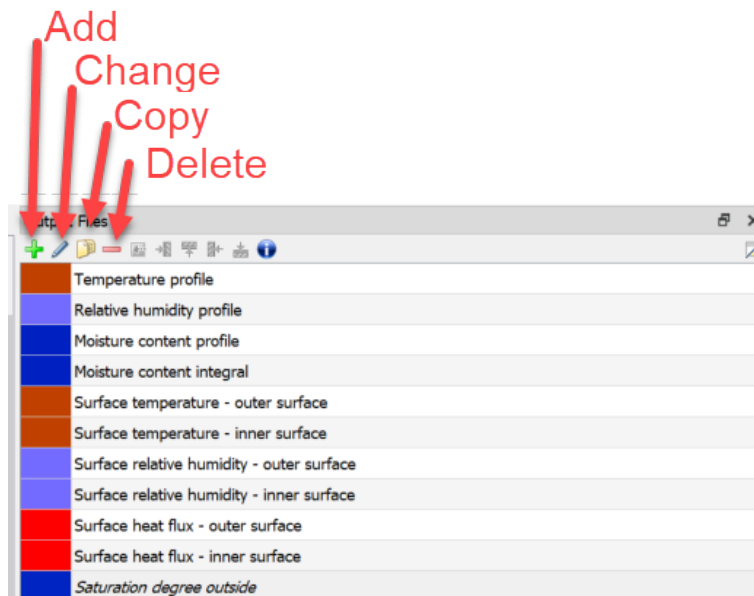 Add
Change
Copy
Delete
Output Files
Temperature profile
Relative humidity profile
Moisture content profile
Moisture content integral
Surface temperature - outer surface
Surface temperature - inner surface
Surface relative humidity - outer surface
Surface relative humidity - inner surface
Surface heat flux - outer surface
Surface heat flux - inner surface
Saturation degree outside